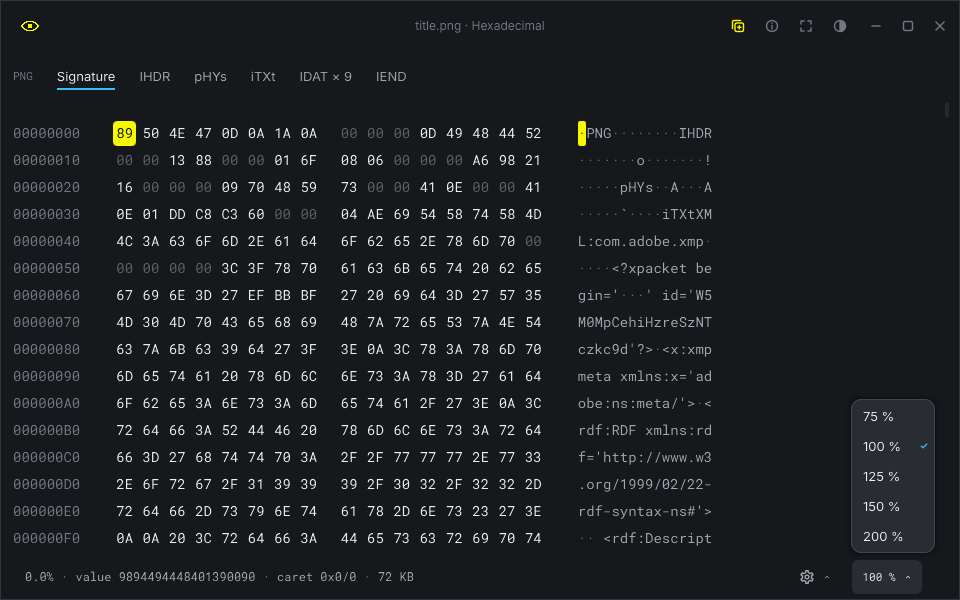 title.png · Hexadecimal
PNG Signature IHDR pHYs iTXt IDAT × 9 IEND
00000000 89 50 4E 47 0D 0A 1A 0A 00 00 00 0D 49 48 44 52 ·PNG········IHDR
00000010 00 00 13 88 00 00 01 6F 08 06 00 00 00 A6 98 21 ·······o·······!
00000020 16 00 00 00 09 70 48 59 73 00 00 41 0E 00 00 41 ·····pHYs··A···A
00000030 0E 01 DD C8 C3 60 00 00 04 AE 69 54 58 74 58 4D ·····`····iTXtXM
00000040 4C 3A 63 6F 6D 2E 61 64 6F 62 65 2E 78 6D 70 00 L:com.adobe.xmp·
00000050 00 00 00 00 3C 3F 78 70 61 63 6B 65 74 20 62 65 ····<?xpacket be
00000060 67 69 6E 3D 27 EF BB BF 27 20 69 64 3D 27 57 35 gin='···' id='W5
00000070 4D 30 4D 70 43 65 68 69 48 7A 72 65 53 7A 4E 54 M0MpCehiHzreSzNT
00000080 63 7A 6B 63 39 64 27 3F 3E 0A 3C 78 3A 78 6D 70 czkc9d'?>·<x:xmp
00000090 6D 65 74 61 20 78 6D 6C 6E 73 3A 78 3D 27 61 64 meta xmlns:x='ad
000000A0 6F 62 65 3A 6E 73 3A 6D 65 74 61 2F 27 3E 0A 3C obe:ns:meta/'>·<
000000B0 72 64 66 3A 52 44 46 20 78 6D 6C 6E 73 3A 72 64 rdf:RDF xmlns:rd
000000C0 66 3D 27 68 74 74 70 3A 2F 2F 77 77 77 2E 77 33 f='http://www.w3
000000D0 2E 6F 72 67 2F 31 39 39 39 2F 30 32 2F 32 32 2D .org/1999/02/22-
000000E0 72 64 66 2D 73 79 6E 74 61 78 2D 6E 73 23 27 3E rdf-syntax-ns#'>
000000F0 0A 0A 20 3C 72 64 66 3A 44 65 73 63 72 69 70 74 ·· <rdf:Descript
75 %
100 %
125 %
150 %
200 %
0.0% · value 9894494448401390090 · caret 0x0/0 · 72 KB
100 %